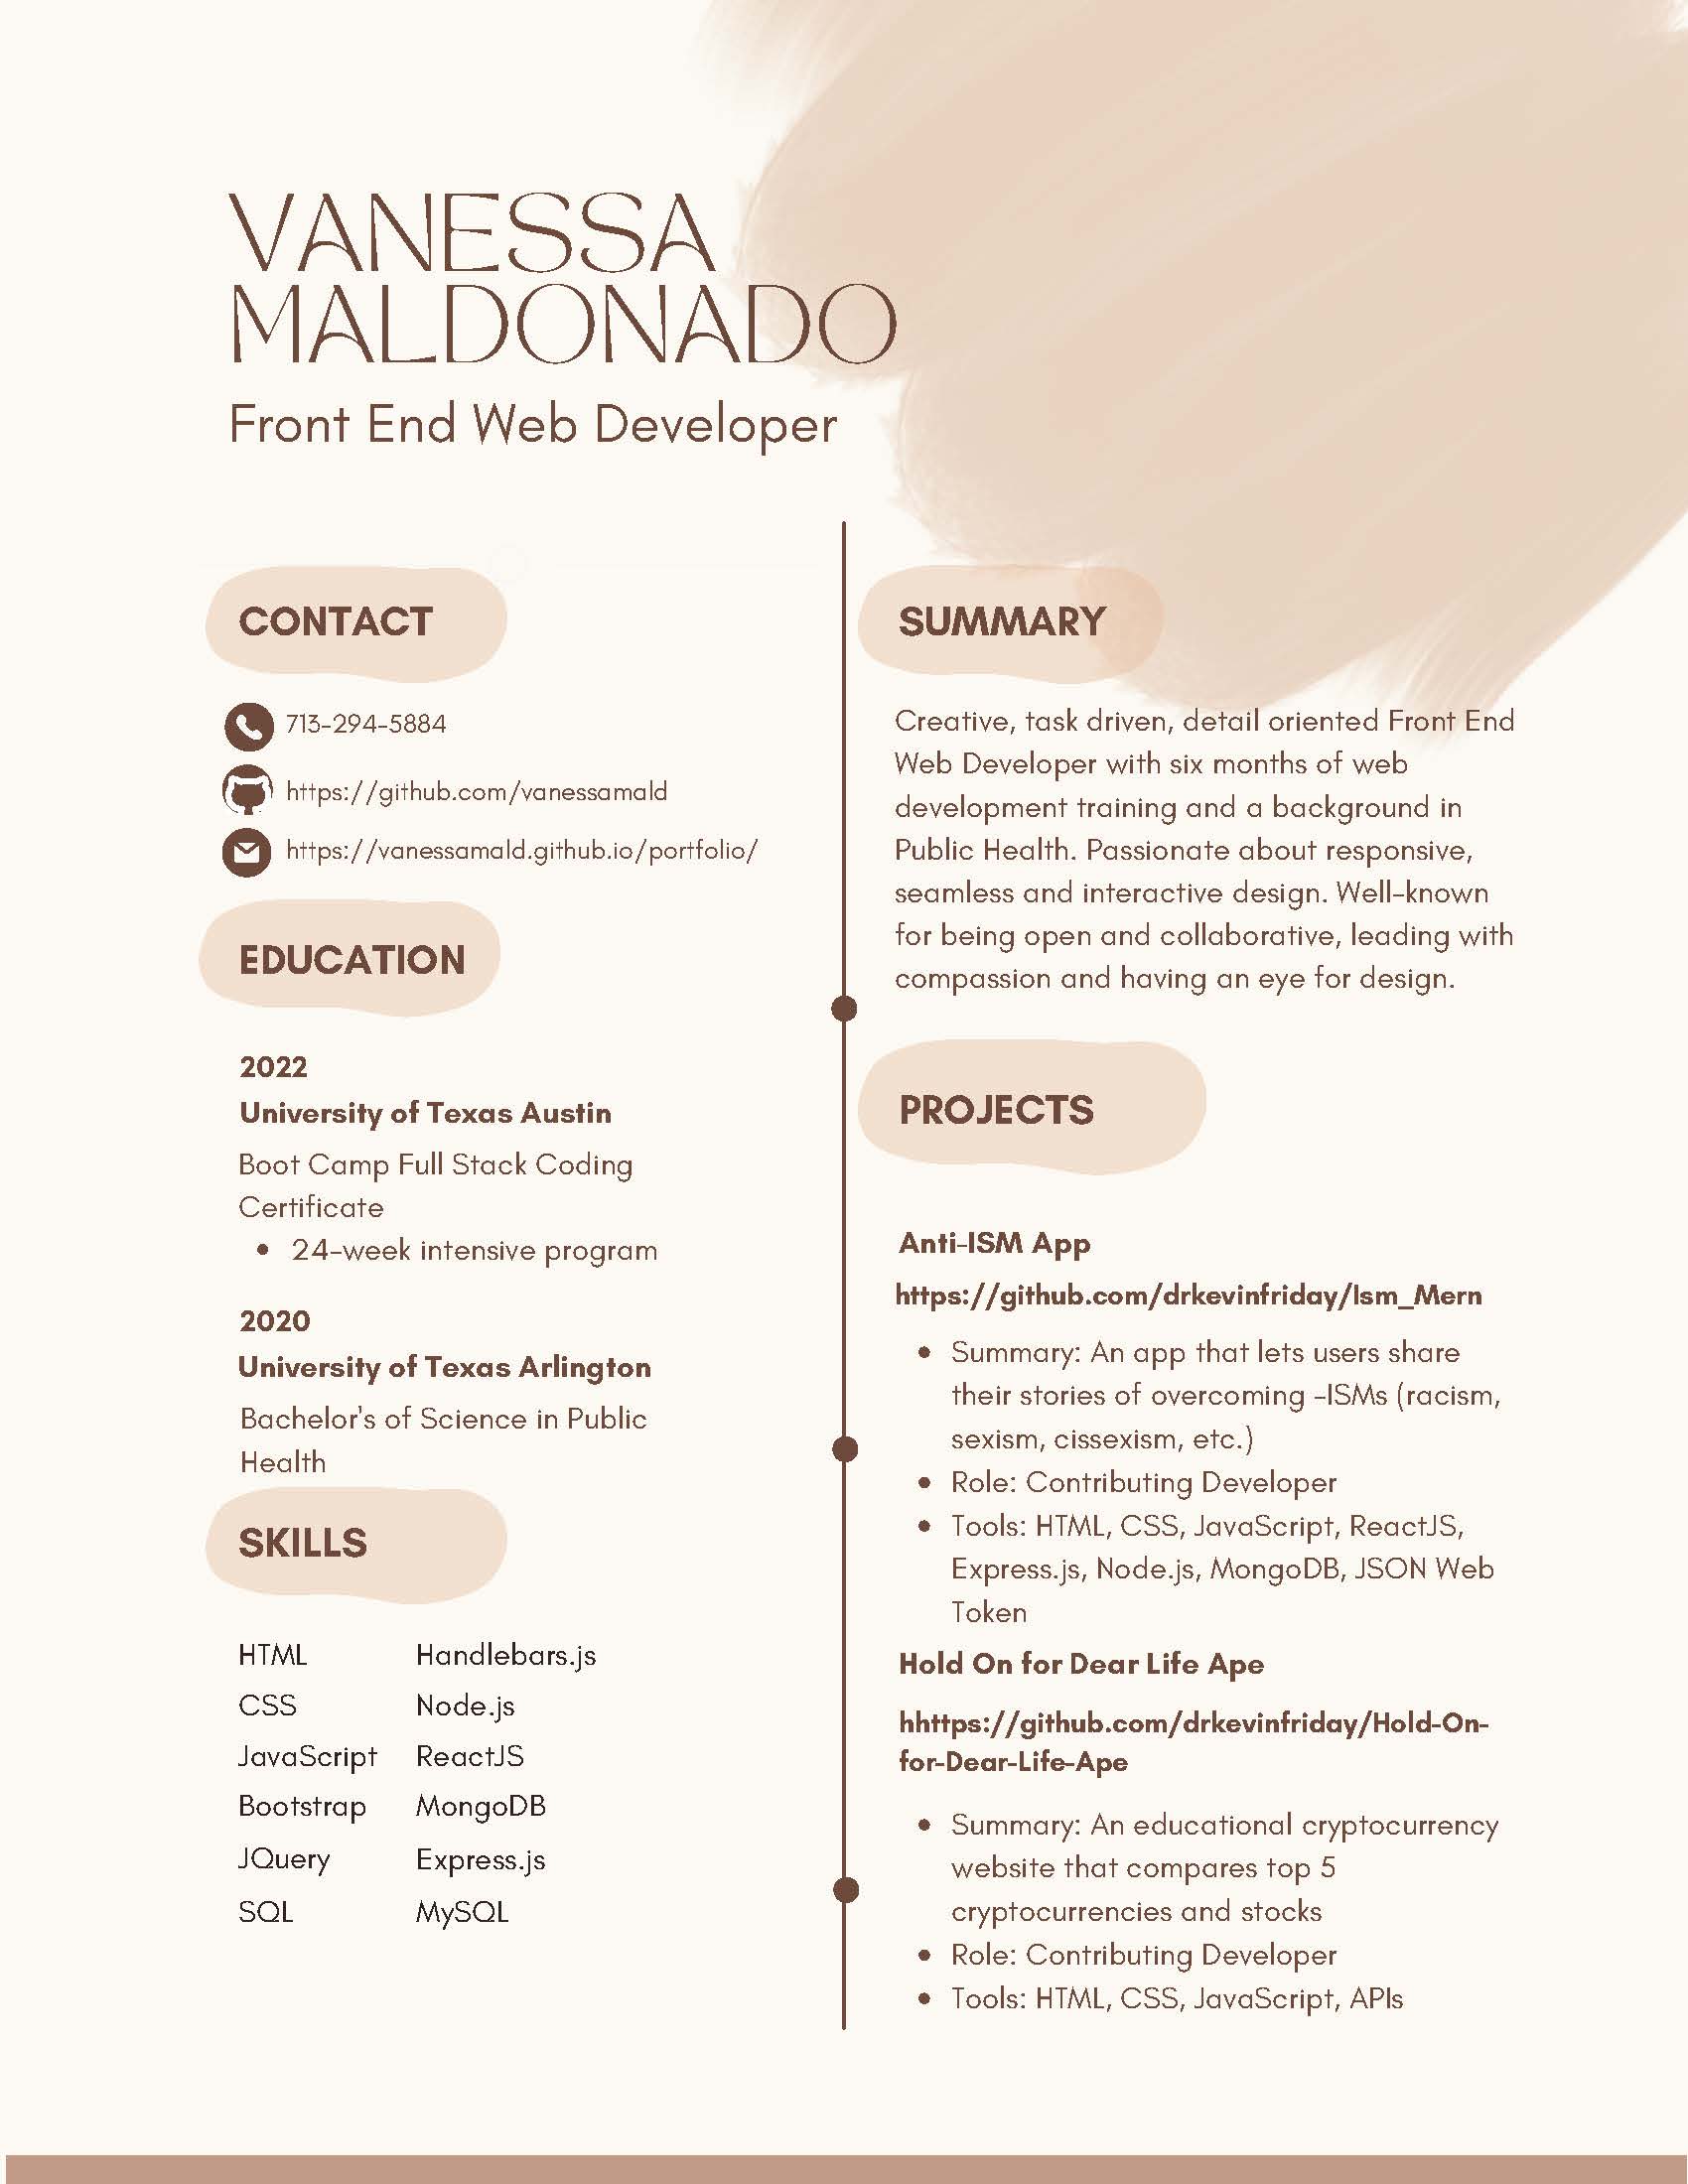 VANESSA
MALDONADO
Front End Web Developer
CONTACT
713-294-5884
https://github.com/vanessamald
https://vanessamald.github.io/portfolio/
EDUCATION
2022
University of Texas Austin
Boot Camp Full Stack Coding
Certificate
• 24-week intensive program
2020
University of Texas Arlington
Bachelor's of Science in Public
Health
SKILLS
HTML
CSS
JavaScript
Bootstrap
JQuery
SQL
Handlebars.js
Node.js
ReactJS
MongoDB
Express.js
MySQL
SUMMARY
Creative, task driven, detail oriented Front End
Web Developer with six months of web
development training and a background in
Public Health. Passionate about responsive,
seamless and interactive design. Well-known
for being open and collaborative, leading with
compassion and having an eye for design.
PROJECTS
Anti-ISM App
https://github.com/drkevinfriday/Ism_Mern
• Summary: An app that lets users share
their stories of overcoming -ISMs (racism,
sexism, cissexism, etc.)
• Role: Contributing Developer
• Tools: HTML, CSS, JavaScript, ReactJS,
Express.js, Node.js, MongoDB, JSON Web
Token
Hold On for Dear Life Ape
hhttps://github.com/drkevinfriday/Hold-On-
for-Dear-Life-Ape
• Summary: An educational cryptocurrency
website that compares top 5
cryptocurrencies and stocks
• Role: Contributing Developer
• Tools: HTML, CSS, JavaScript, APIs